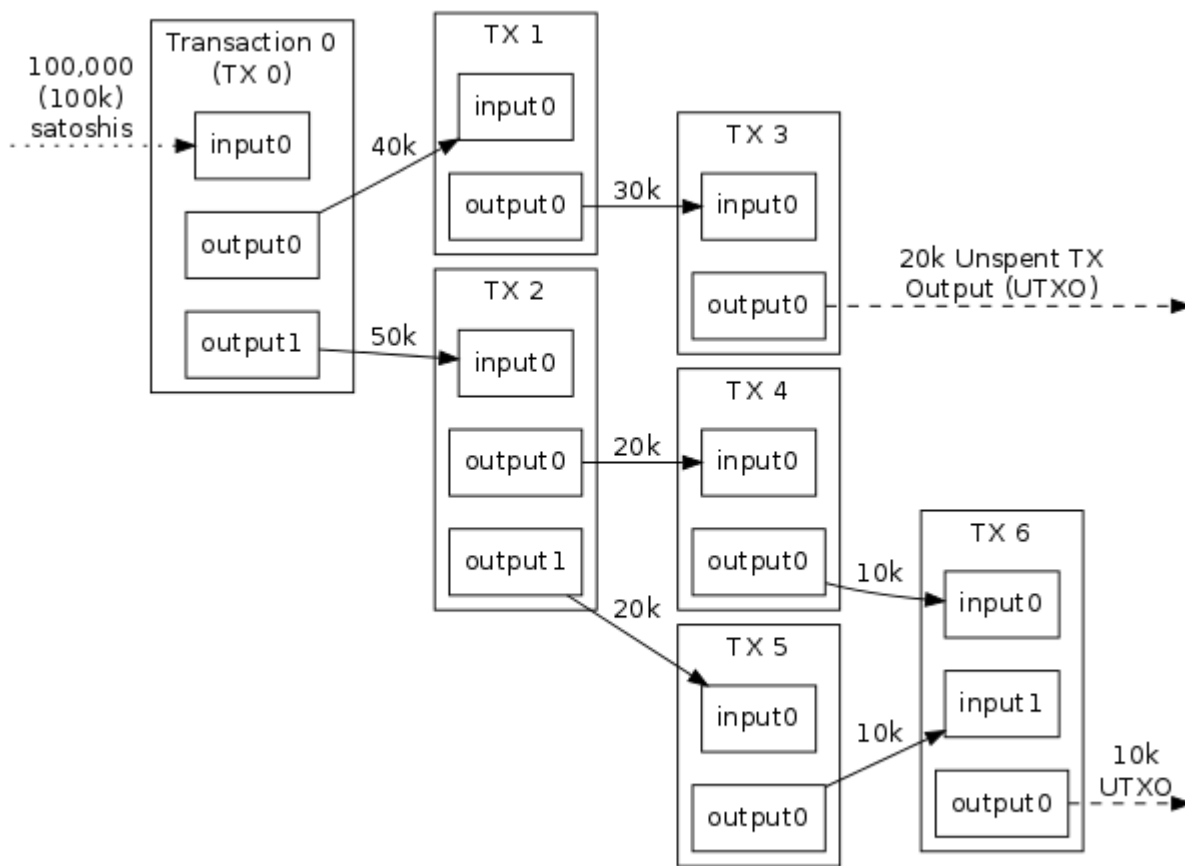 100,000
(100k)
satoshis
Transaction 0
(TX 0)
input0
output0
output1
40k
50k
TX 1
input0
output0
30k
TX 2
input0
output0
output1
20k
20k
TX 3
input0
output0
20k Unspent TX
Output (UTXO)
TX 4
input0
output0
10k
TX 5
input0
output0
10k
TX 6
input0
input1
output0
10k
UTXO